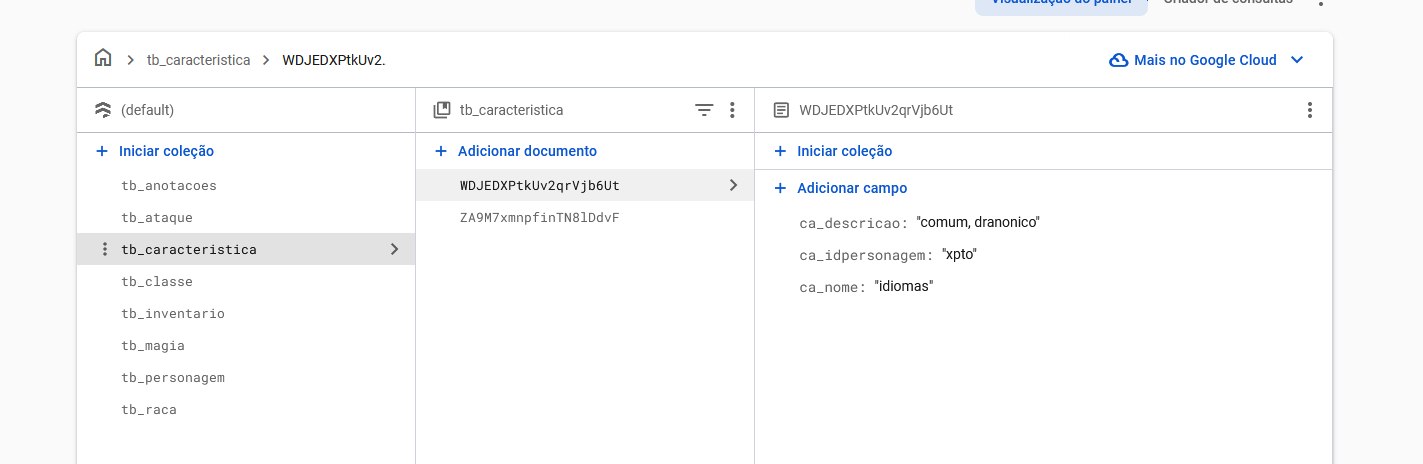 Visualização do painel Criador de consultas
tb_caracteristica WDJEDXPtkUv2.
Mais no Google Cloud
(default)
Iniciar coleção
tb_anotacoes
tb_ataque
tb_caracteristica
tb_classe
tb_inventario
tb_magia
tb_personagem
tb_raca
tb_caracteristica
Adicionar documento
WDJEDXPtkUv2qrVjb6Ut
ZA9M7xmnpfinTN8lDdvF
WDJEDXPtkUv2qrVjb6Ut
Iniciar coleção
Adicionar campo
ca_descricao: "comum, dranonico"
ca_idpersonagem: "xpto"
ca_nome: "idiomas"